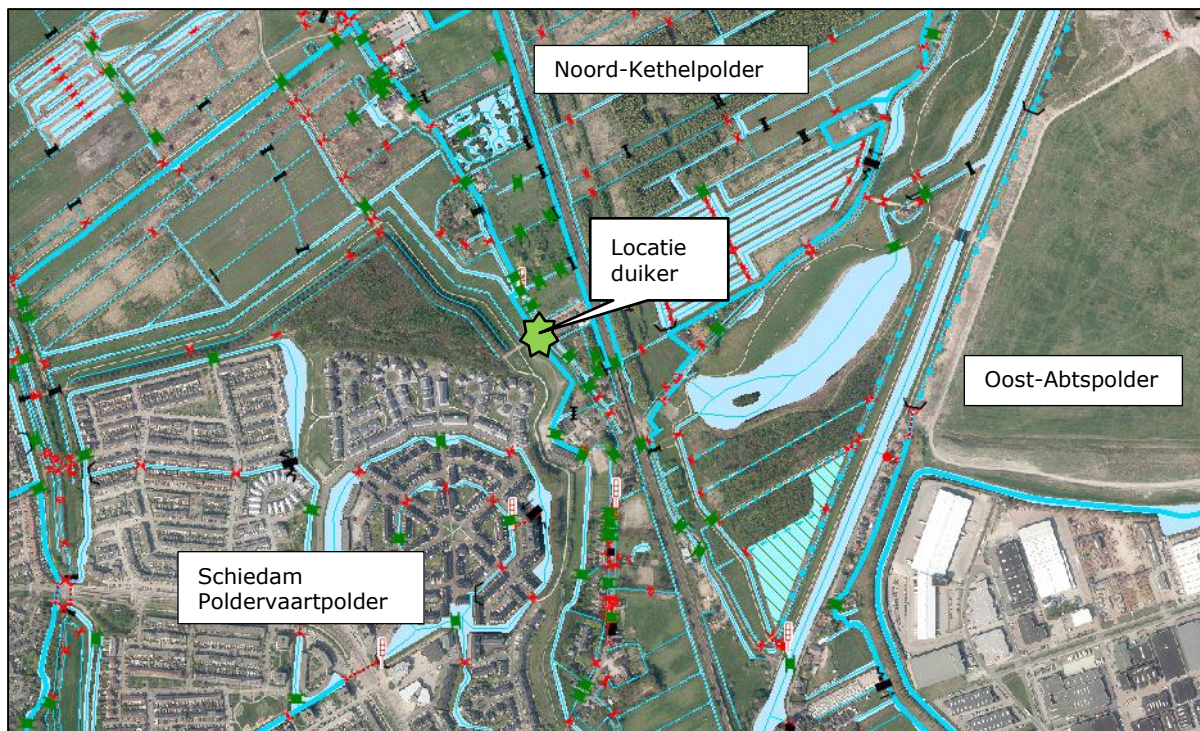 Noord-Kethelpolder
Locatie
duiker
Oost-Abtspolder
Schiedam
Poldervaartpolder